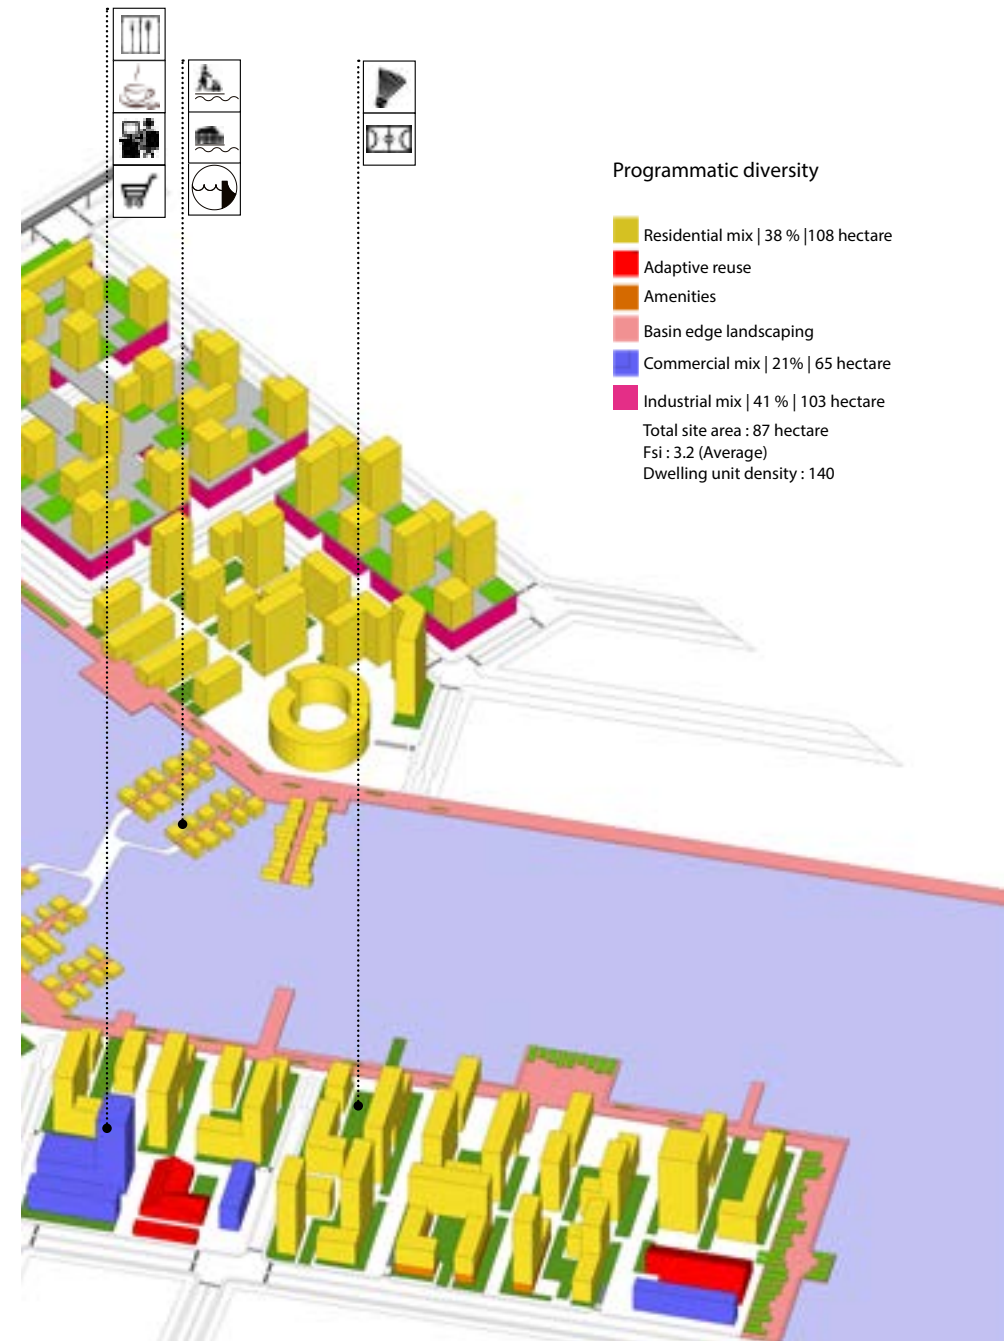 Programmatic diversity
Residential mix | 38 % |108 hectare
Adaptive reuse
Amenities
Basin edge landscaping
Commercial mix | 21% | 65 hectare
Industrial mix | 41 % | 103 hectare
Total site area : 87 hectare
Fsi : 3.2 (Average)
Dwelling unit density : 140